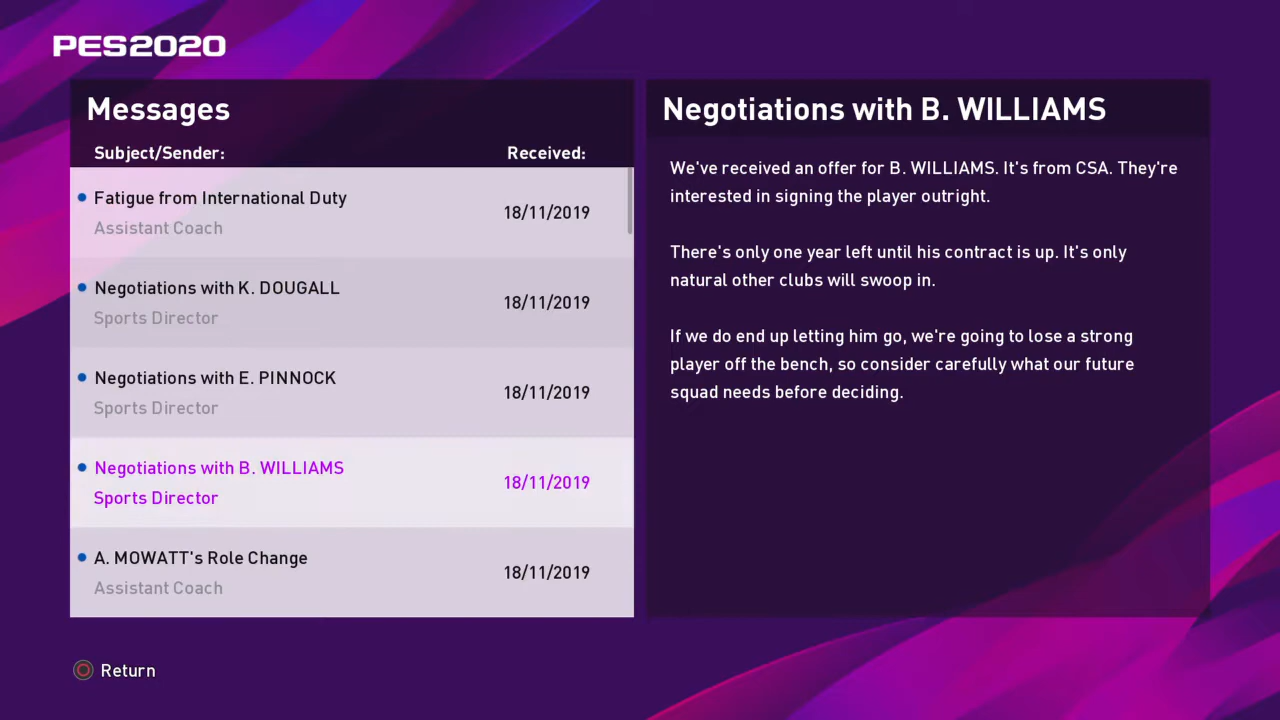 PES2020
Messages
Subject/Sender:
Received:
Fatigue from International Duty
Assistant Coach
18/11/2019
Negotiations with K. DOUGALL
Sports Director
18/11/2019
Negotiations with E. PINNOCK
Sports Director
18/11/2019
Negotiations with B. WILLIAMS
Sports Director
18/11/2019
A. MOWATT's Role Change
Assistant Coach
18/11/2019
Negotiations with B. WILLIAMS
We've received an offer for B. WILLIAMS. It's from CSA. They're
interested in signing the player outright.
There's only one year left until his contract is up. It's only
natural other clubs will swoop in.
If we do end up letting him go, we're going to lose a strong
player off the bench, so consider carefully what our future
squad needs before deciding.
Return